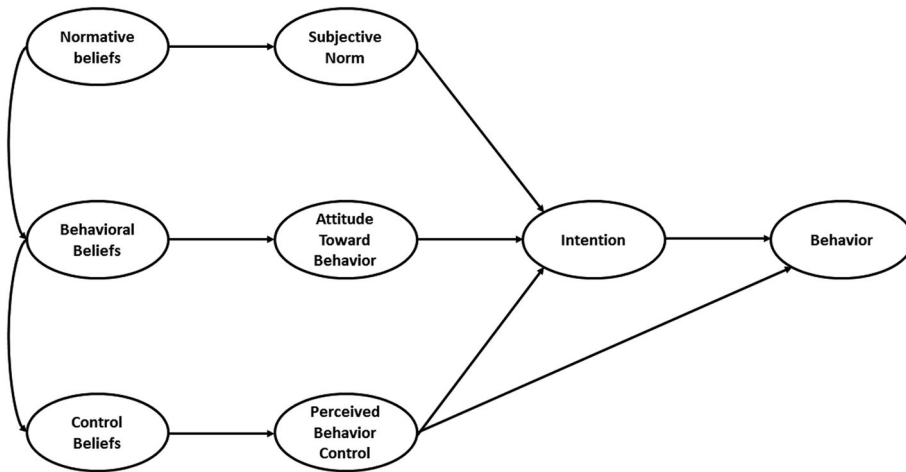 Normative
beliefs
Subjective
Norm
Behavioral
Beliefs
Attitude
Toward
Behavior
Intention
Behavior
Control
Beliefs
Perceived
Behavior
Control